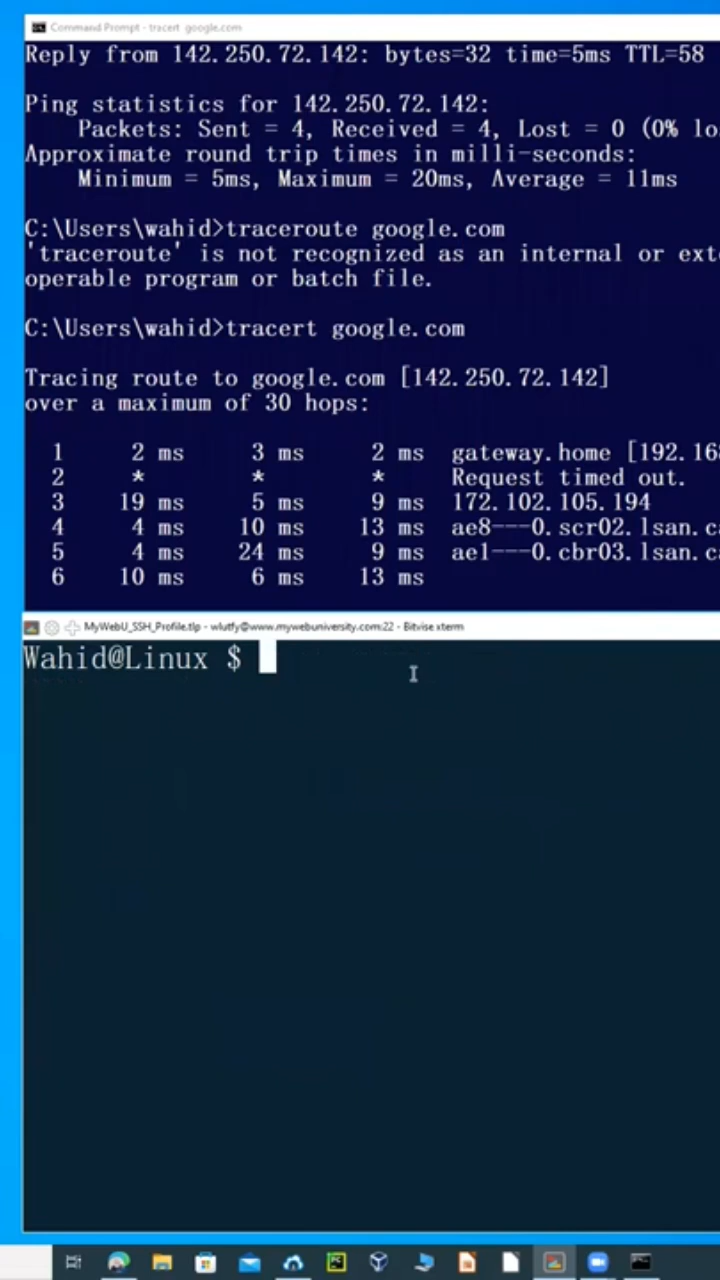 Command Prompt - tracert google.com
Reply from 142.250.72.142: bytes=32 time=5ms TTL=58
Ping statistics for 142.250.72.142:
Packets: Sent = 4, Received = 4, Lost = 0 (0% lo
Approximate round trip times in milli-seconds:
Minimum = 5ms, Maximum = 20ms, Average = 11ms
C:\Users\wahid>traceroute google.com
'traceroute' is not recognized as an internal or ext
operable program or batch file.
C:\Users\wahid>tracert google.com
Tracing route to google.com [142.250.72.142]
over a maximum of 30 hops:
1 2 ms 3 ms 2 ms gateway.home [192.168
2 * * * Request timed out.
3 19 ms 5 ms 9 ms 172.102.105.194
4 4 ms 10 ms 13 ms ae8---0.scr02.lsan.ca
5 4 ms 24 ms 9 ms ae1---0.cbr03.lsan.ca
6 10 ms 6 ms 13 ms
MyWebU_SSH_Profile.tlp - wlutfy@www.mywebuniversity.com:22 - Bitvise xterm
Wahid@Linux $